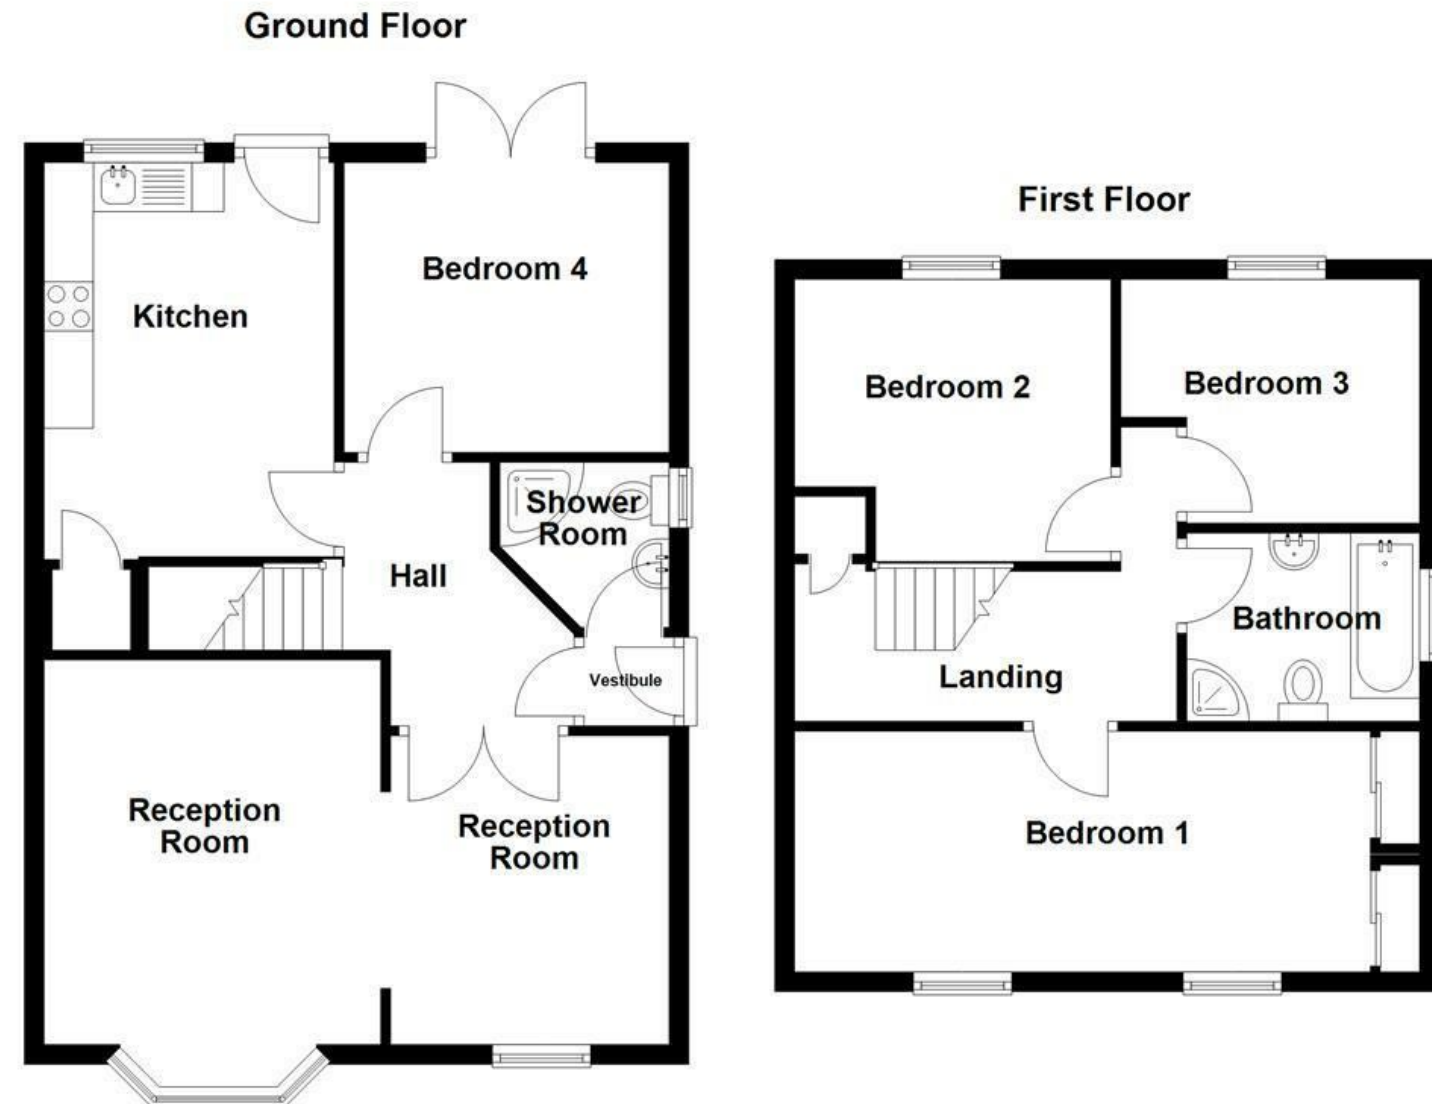 Ground Floor
Kitchen
Bedroom 4
Shower
Room
Hall
Vestibule
Reception
Room
Reception
Room
First Floor
Bedroom 2
Bedroom 3
Bathroom
Landing
Bedroom 1